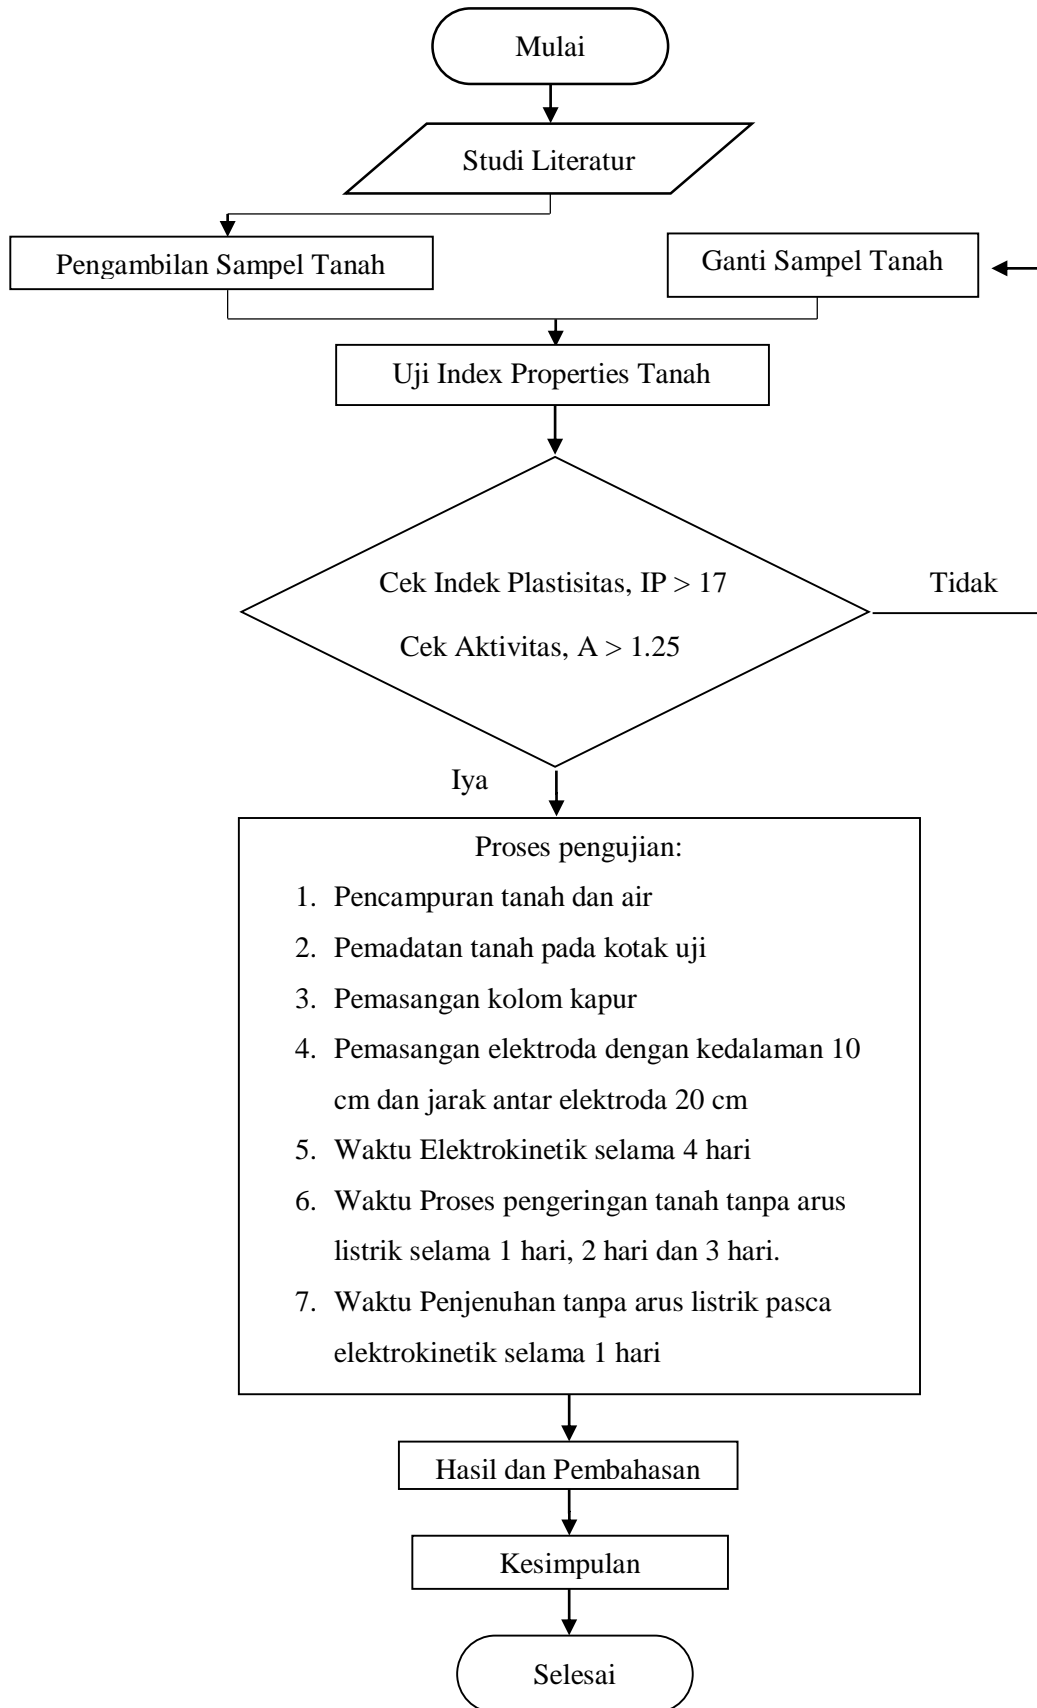 Mulai
Studi Literatur
Pengambilan Sampel Tanah
Ganti Sampel Tanah
Uji Index Properties Tanah
Cek Indek Plastisitas, IP > 17
Cek Aktivitas, A > 1.25
Tidak
Iya
Proses pengujian:
1. Pencampuran tanah dan air
2. Pemadatan tanah pada kotak uji
3. Pemasangan kolom kapur
4. Pemasangan elektroda dengan kedalaman 10
cm dan jarak antar elektroda 20 cm
5. Waktu Elektrokinetik selama 4 hari
6. Waktu Proses pengeringan tanah tanpa arus
listrik selama 1 hari, 2 hari dan 3 hari.
7. Waktu Penjenuhan tanpa arus listrik pasca
elektrokinetik selama 1 hari
Hasil dan Pembahasan
Kesimpulan
Selesai